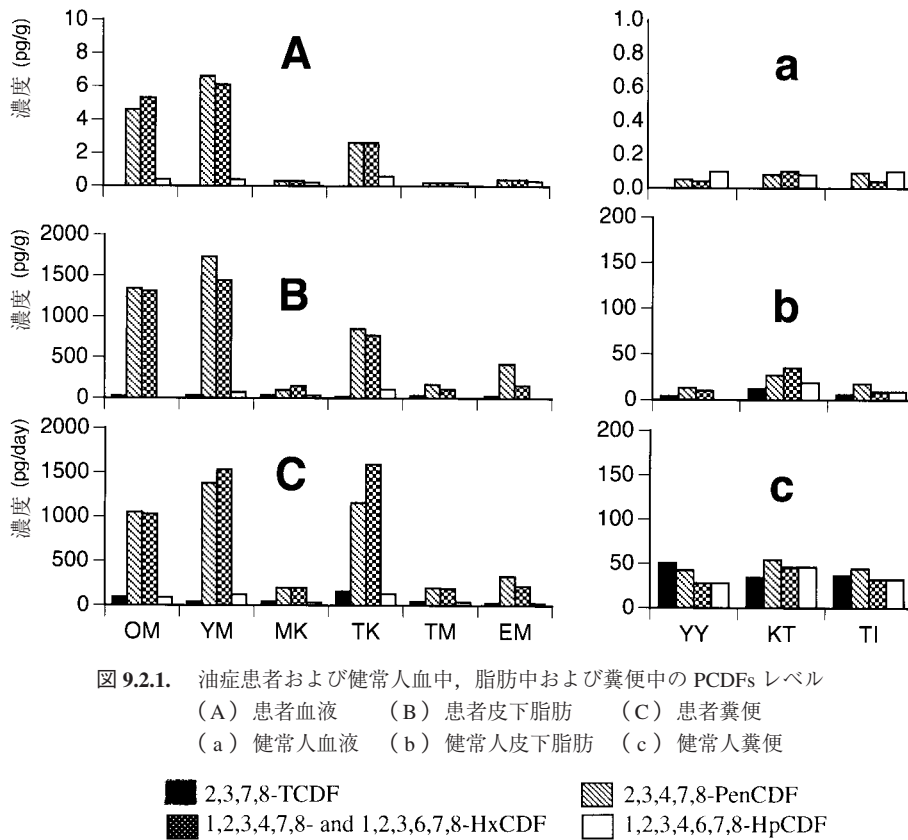 10
8
6
4
2
0
濃度 (pg/g)
A
1.0
0.8
0.6
0.4
0.2
0.0
a
2000
1500
1000
500
0
濃度 (pg/g)
B
200
150
100
50
0
b
2000
1500
1000
500
0
濃度 (pg/day)
C
OM YM MK TK TM EM
200
150
100
50
0
c
YY KT TI
図 9.2.1. 油症患者および健常人血中，脂肪中および糞便中の PCDFs レベル
（A）患者血液 （B）患者皮下脂肪 （C）患者糞便
（a）健常人血液 （b）健常人皮下脂肪 （c）健常人糞便
2,3,7,8-TCDF 2,3,4,7,8-PenCDF
1,2,3,4,7,8- and 1,2,3,6,7,8-HxCDF 1,2,3,4,6,7,8-HpCDF